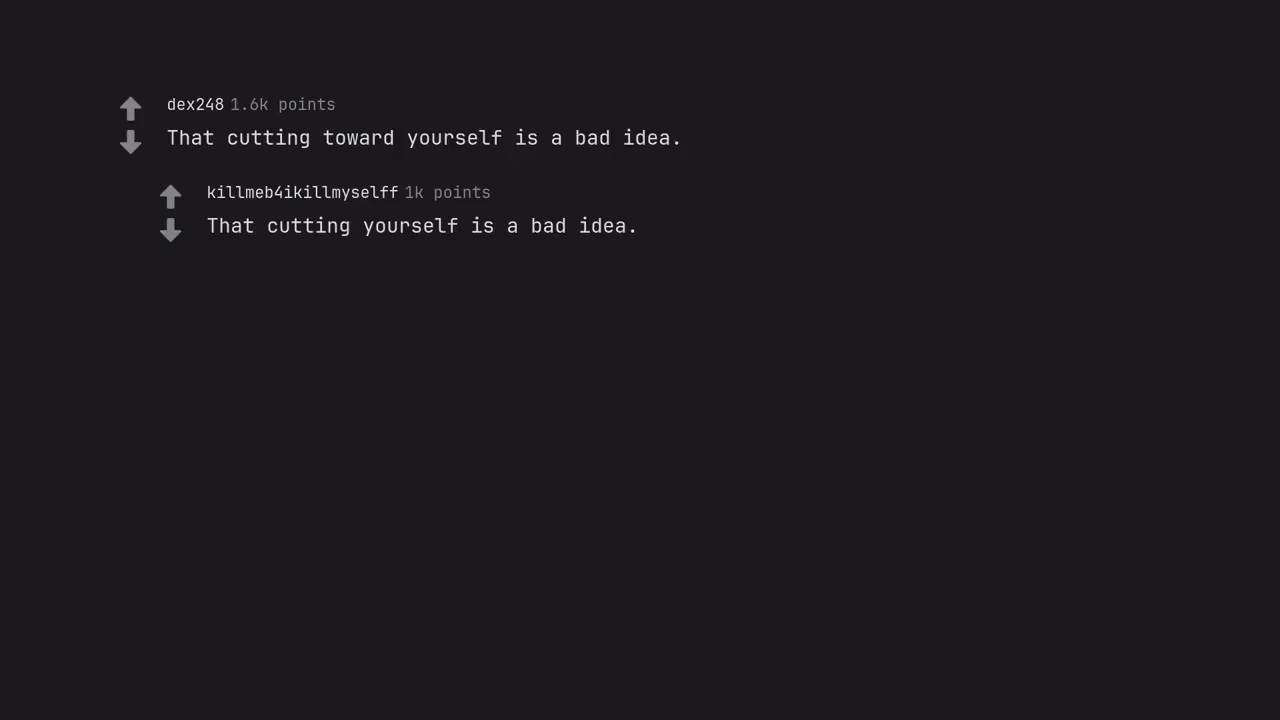 dex248 1.6k points
That cutting toward yourself is a bad idea.
killmeb4ikillmyselff 1k points
That cutting yourself is a bad idea.